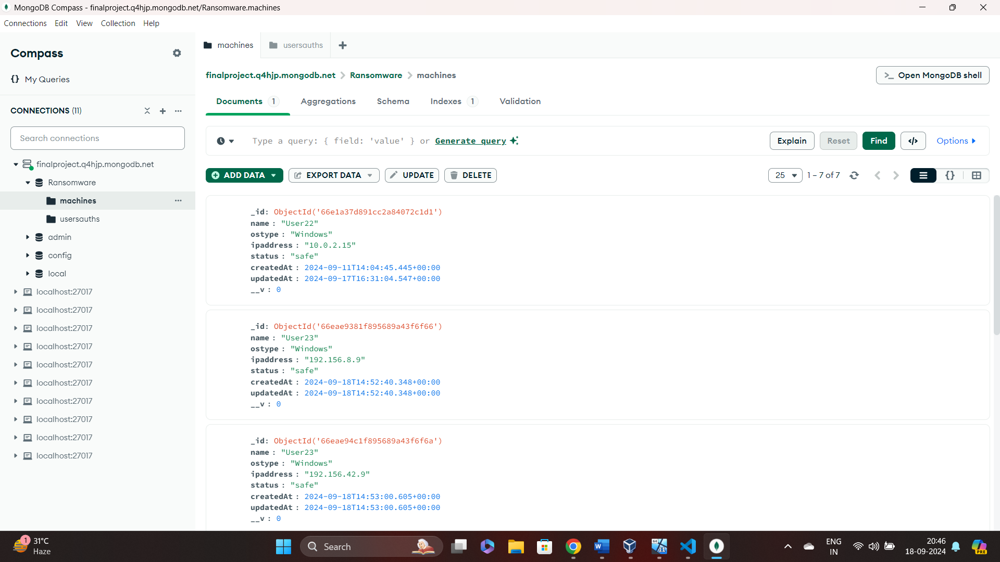 MongoDB Compass - finalproject.q4hjp.mongodb.net/Ransomware.machines
Connections Edit View Collection Help
Compass
{} My Queries
CONNECTIONS (11)
Search connections
finalproject.q4hjp.mongodb.net
Ransomware
machines
usersauths
admin
config
local
localhost:27017
localhost:27017
localhost:27017
localhost:27017
localhost:27017
localhost:27017
localhost:27017
localhost:27017
localhost:27017
localhost:27017
machines usersauths
finalproject.q4hjp.mongodb.net > Ransomware > machines
>_ Open MongoDB shell
Documents 1 Aggregations Schema Indexes 1 Validation
Type a query: { field: 'value' } or Generate query
Explain Reset Find </> Options
ADD DATA EXPORT DATA UPDATE DELETE
25 1 – 7 of 7 {}
_id: ObjectId('66e1a37d891cc2a84072c1d1')
name : "User22"
ostype : "Windows"
ipaddress : "10.0.2.15"
status : "safe"
createdAt : 2024-09-11T14:04:45.445+00:00
updatedAt : 2024-09-17T16:31:04.547+00:00
__v : 0
_id: ObjectId('66eae9381f895689a43f6f66')
name : "User23"
ostype : "Windows"
ipaddress : "192.156.8.9"
status : "safe"
createdAt : 2024-09-18T14:52:40.348+00:00
updatedAt : 2024-09-18T14:52:40.348+00:00
__v : 0
_id: ObjectId('66eae94c1f895689a43f6f6a')
name : "User23"
ostype : "Windows"
ipaddress : "192.156.42.9"
status : "safe"
createdAt : 2024-09-18T14:53:00.605+00:00
updatedAt : 2024-09-18T14:53:00.605+00:00
__v : 0
1
31°C
Haze
Search
W
64
11
ENG
IN
20:46
18-09-2024
PRE